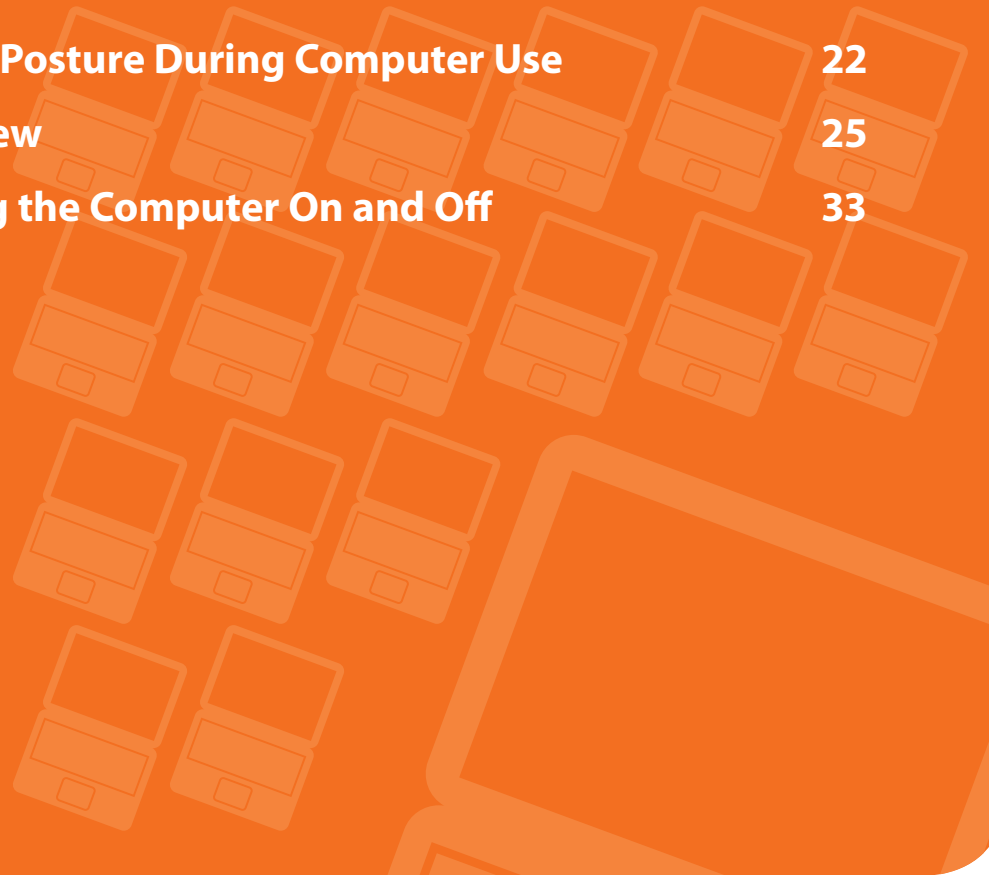 Posture During Computer Use 22
ew 25
g the Computer On and Off 33